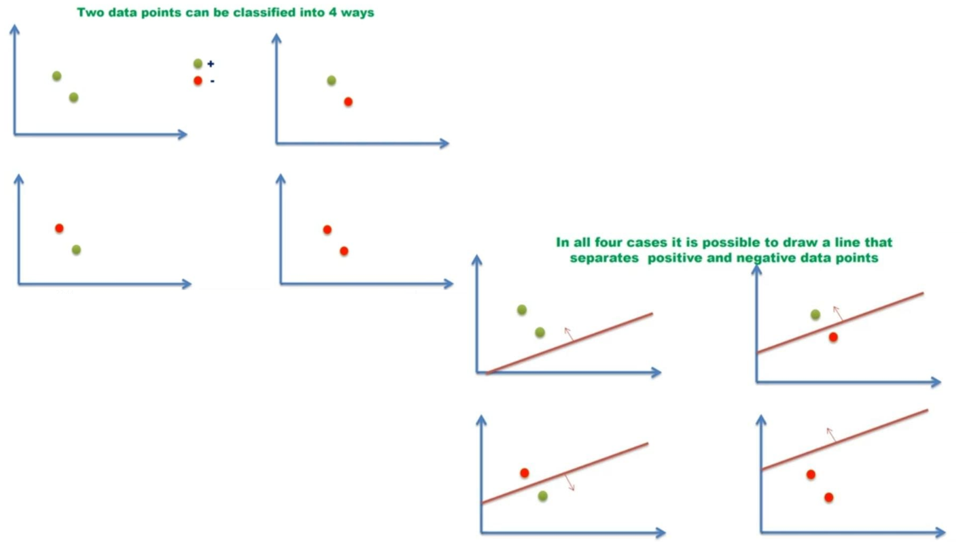 Two data points can be classified into 4 ways
+
-
In all four cases it is possible to draw a line that
separates positive and negative data points